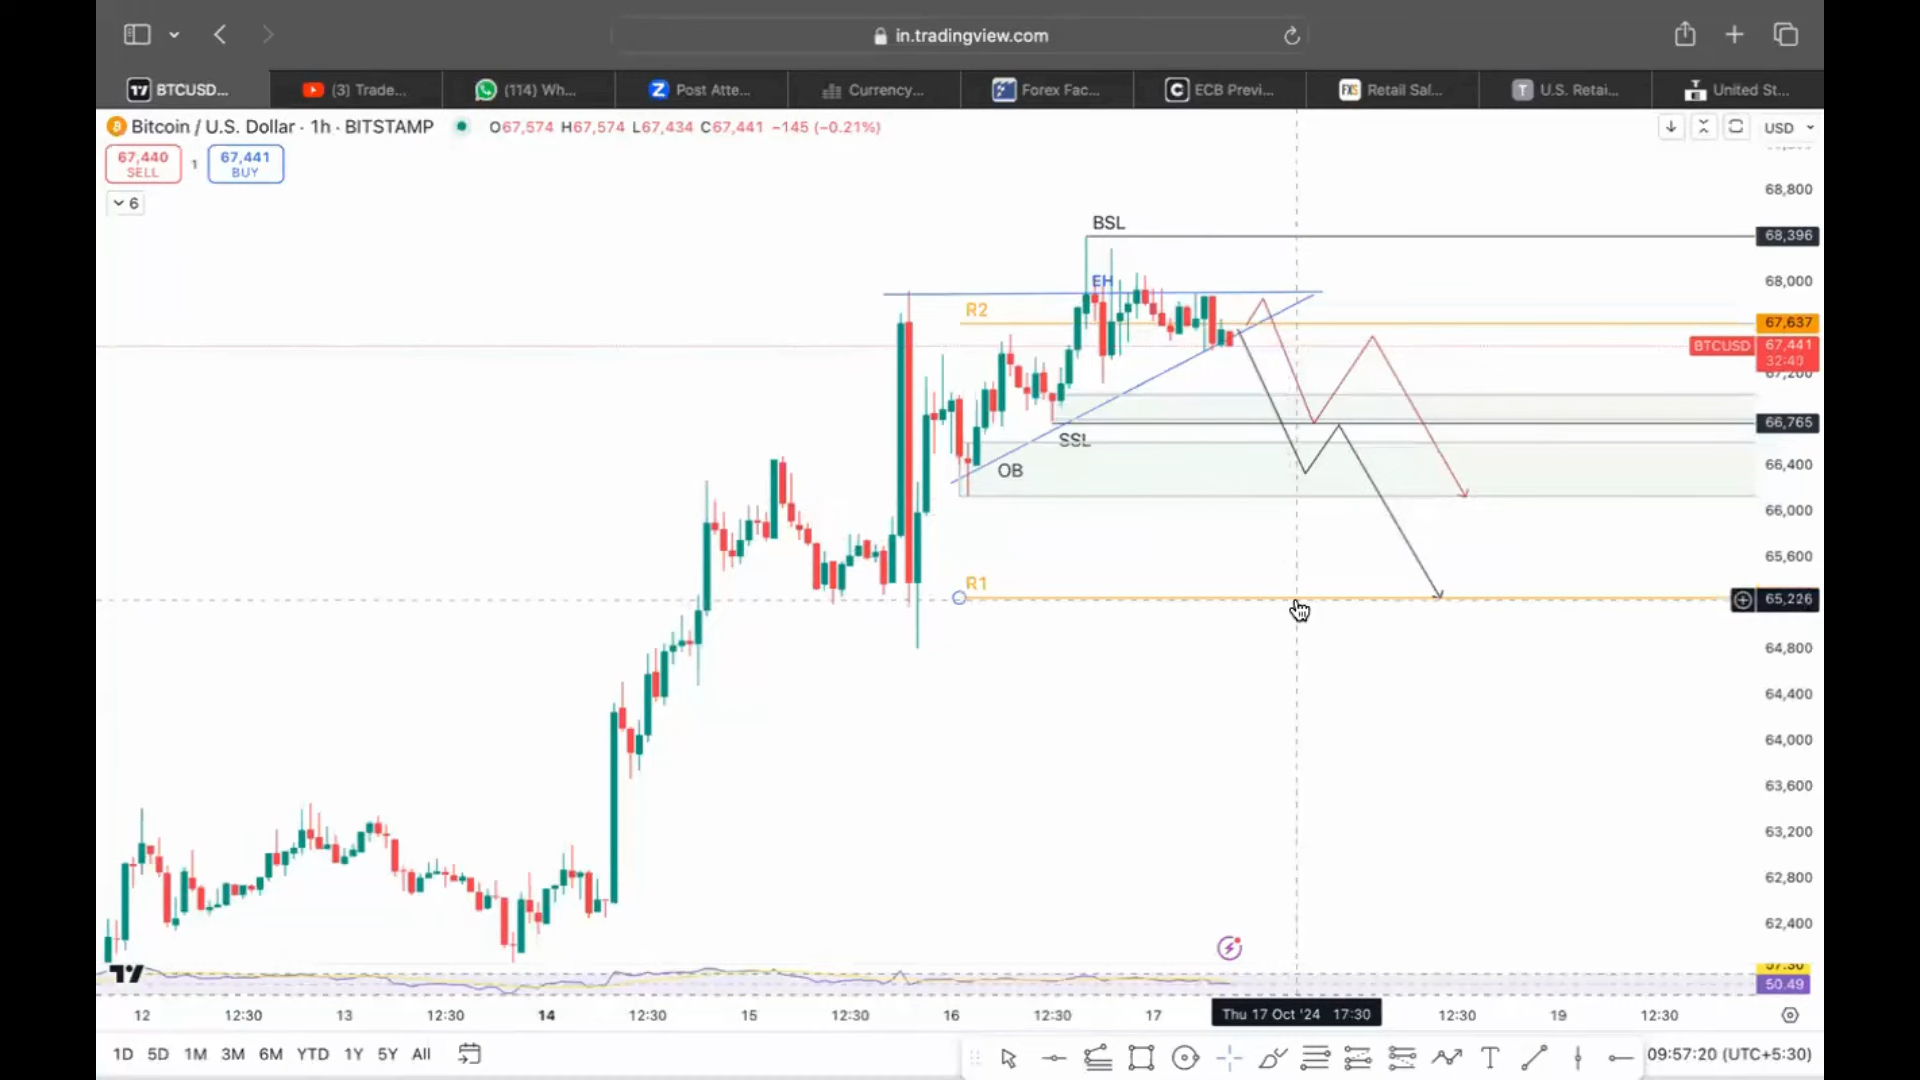 in.tradingview.com
BTCUSD...
(3) Trade...
(114) Wh...
Post Atte...
Currency...
Forex Fac...
ECB Previ...
Retail Sal...
U.S. Retai...
United St...
Bitcoin / U.S. Dollar · 1h · BITSTAMP
O67,574 H67,574 L67,434 C67,441 −145 (−0.21%)
USD
67,440
SELL
1
67,441
BUY
6
68,800
BSL
68,396
EH
68,000
R2
67,637
BTCUSD
67,441
32:40
67,200
66,765
SSL
66,400
OB
66,000
65,600
R1
65,226
64,800
64,400
64,000
63,600
63,200
62,800
62,400
57.30
50.49
12
12:30
13
12:30
14
12:30
15
12:30
16
12:30
17
Thu 17 Oct '24 17:30
12:30
19
12:30
1D 5D 1M 3M 6M YTD 1Y 5Y All
09:57:20 (UTC+5:30)